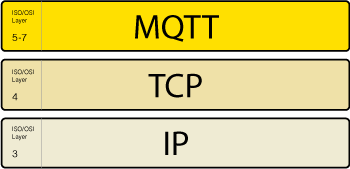 ISO/OSI
Layer
5-7
MQTT
ISO/OSI
Layer
4
TCP
ISO/OSI
Layer
3
IP